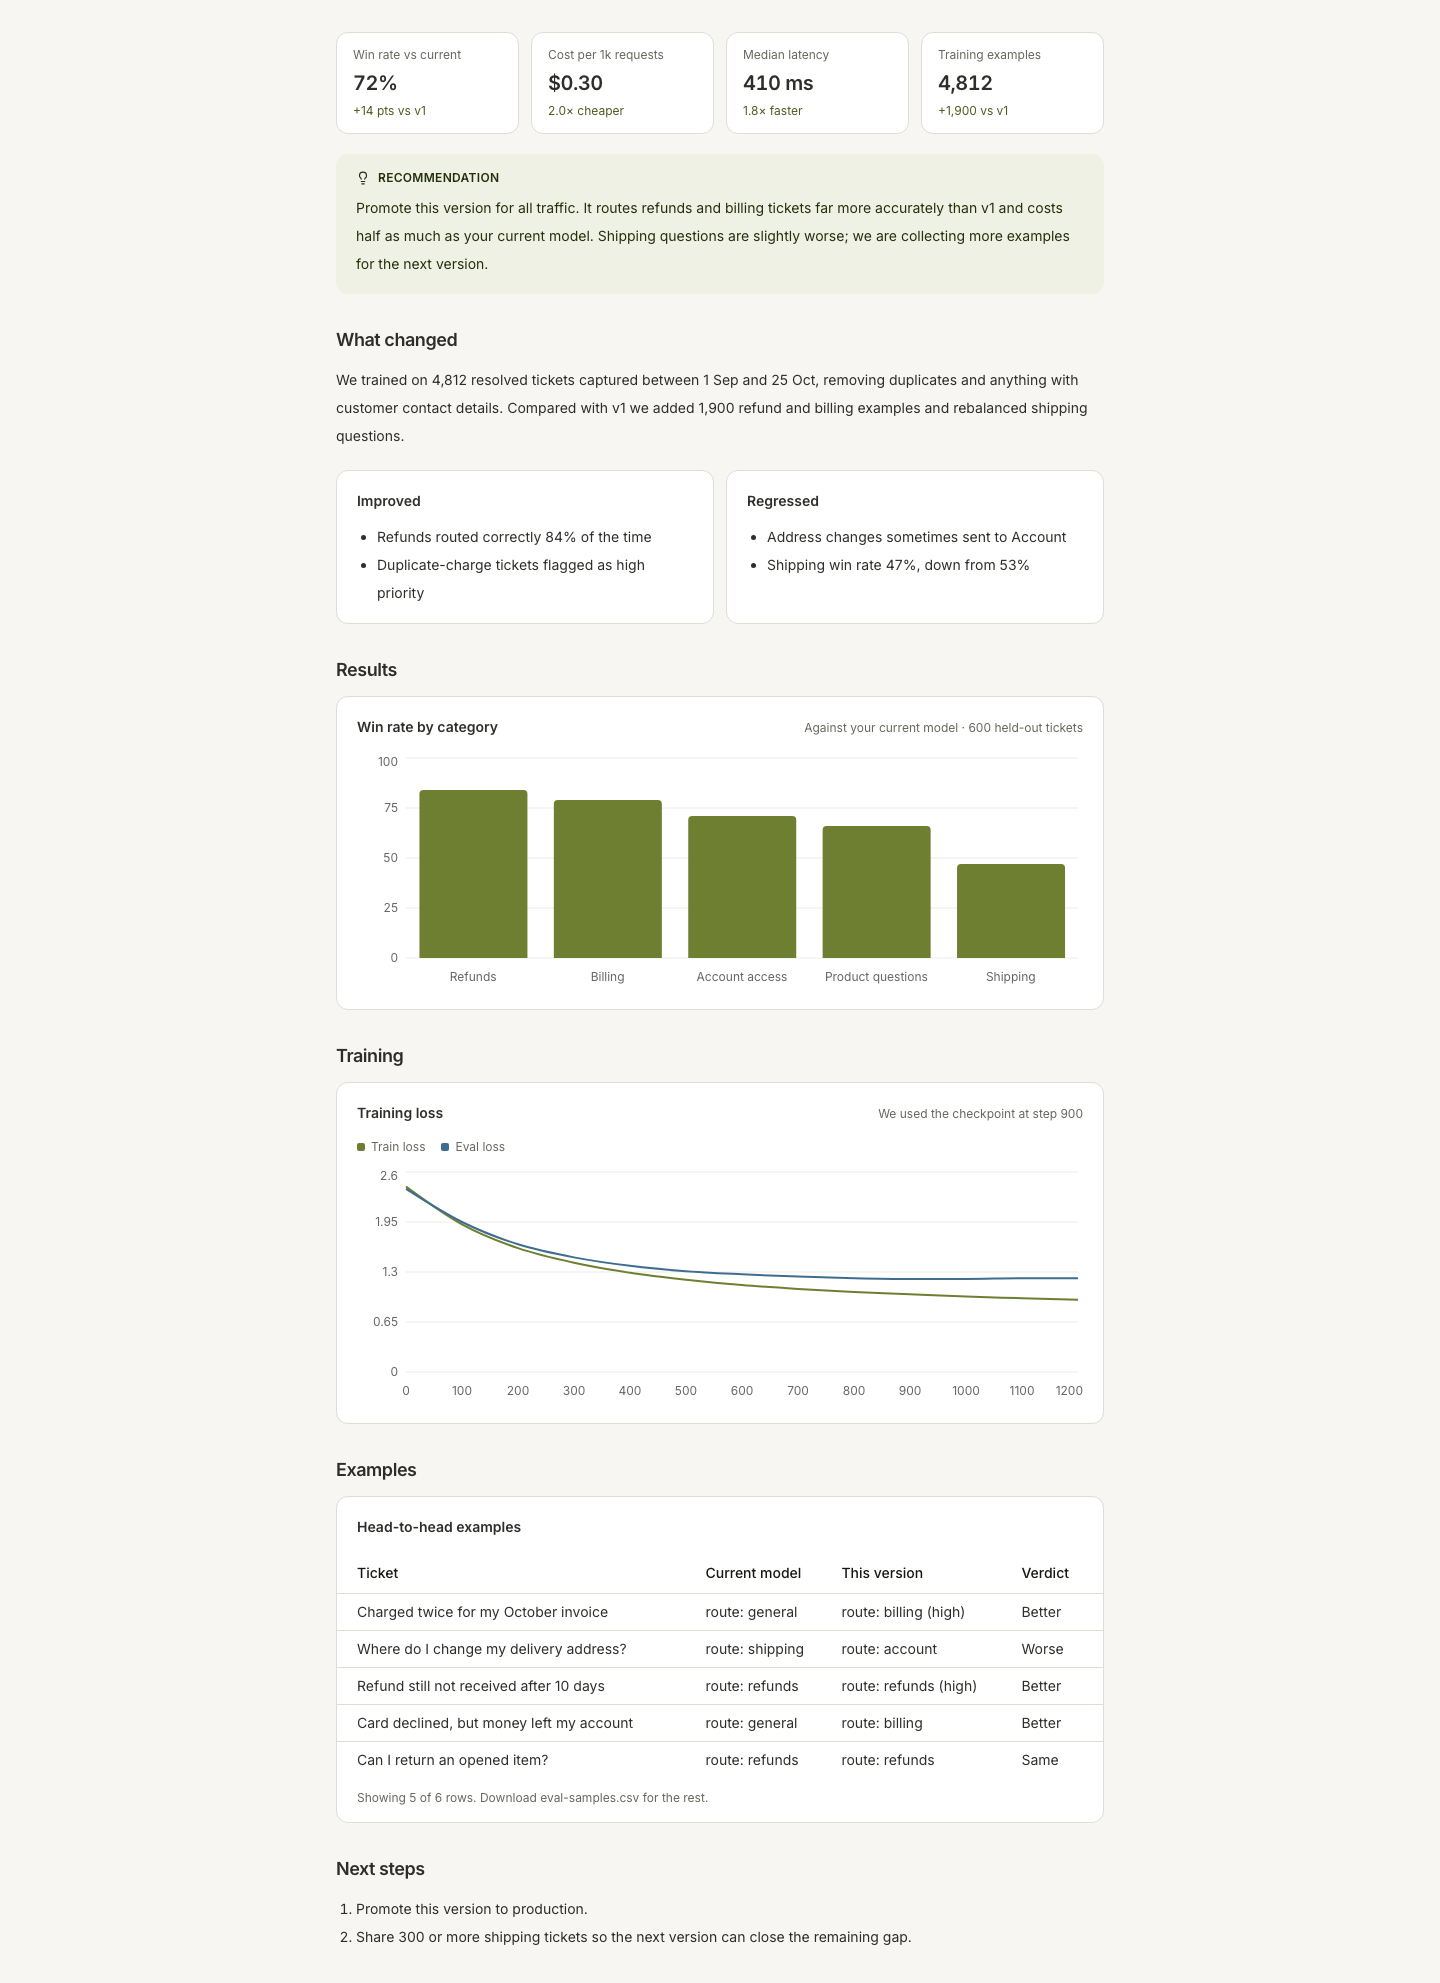 Win rate vs current
72%
+14 pts vs v1
Cost per 1k requests
$0.30
2.0× cheaper
Median latency
410 ms
1.8× faster
Training examples
4,812
+1,900 vs v1
RECOMMENDATION
Promote this version for all traffic. It routes refunds and billing tickets far more accurately than v1 and costs
half as much as your current model. Shipping questions are slightly worse; we are collecting more examples
for the next version.
What changed
We trained on 4,812 resolved tickets captured between 1 Sep and 25 Oct, removing duplicates and anything with
customer contact details. Compared with v1 we added 1,900 refund and billing examples and rebalanced shipping
questions.
Improved
• Refunds routed correctly 84% of the time
• Duplicate-charge tickets flagged as high
priority
Regressed
• Address changes sometimes sent to Account
• Shipping win rate 47%, down from 53%
Results
Win rate by category
Against your current model · 600 held-out tickets
100
75
50
25
0
Refunds Billing Account access Product questions Shipping
Training
Training loss
We used the checkpoint at step 900
Train loss Eval loss
2.6
1.95
1.3
0.65
0
0 100 200 300 400 500 600 700 800 900 1000 1100 1200
Examples
Head-to-head examples
Ticket Current model This version Verdict
Charged twice for my October invoice route: general route: billing (high) Better
Where do I change my delivery address? route: shipping route: account Worse
Refund still not received after 10 days route: refunds route: refunds (high) Better
Card declined, but money left my account route: general route: billing Better
Can I return an opened item? route: refunds route: refunds Same
Showing 5 of 6 rows. Download eval-samples.csv for the rest.
Next steps
1. Promote this version to production.
2. Share 300 or more shipping tickets so the next version can close the remaining gap.